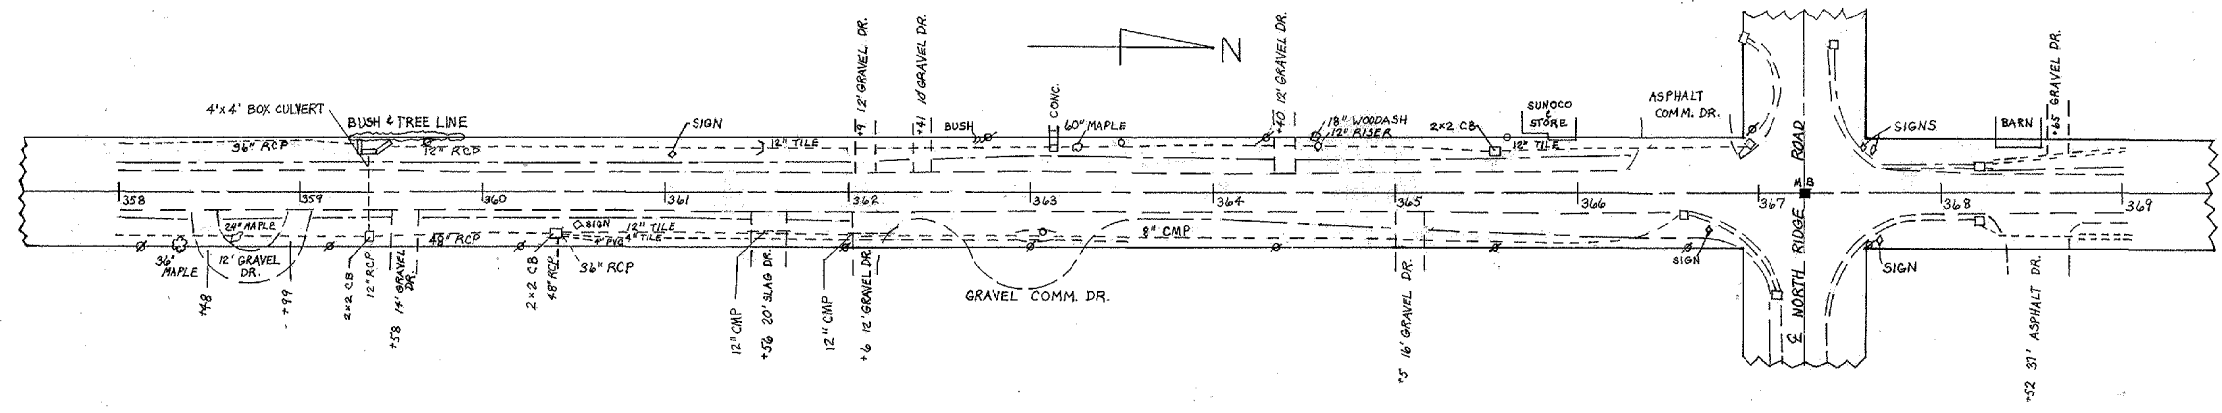 N
4'x4' BOX CULVERT
BUSH & TREE LINE
36" RCP
12" RCP
SIGN
12" TILE
+9 12' GRAVEL DR.
+41 10' GRAVEL DR.
BUSH
CONC.
60" MAPLE
+40 12' GRAVEL DR.
18" WOODASH
12" RISER
2x2 CB
SUNOCO
&
STORE
12" TILE
ASPHALT
COMM. DR.
SIGNS
BARN
+65 GRAVEL DR.
358
359
360
361
362
363
364
365
366
367
368
369
M.B
℄ NORTH RIDGE ROAD
36"
MAPLE
24" MAPLE
12' GRAVEL
DR.
+48
+99
2x2 CB
12" RCP
+58 14' GRAVEL
DR.
48" RCP
2x2 CB
48" RCP
36" RCP
SIGN
12" TILE
4" PVC
4" TILE
12" CMP
+56 20' SLAG DR.
12" CMP
+6 12' GRAVEL DR.
GRAVEL COMM. DR.
8" CMP
+5 16' GRAVEL DR.
SIGN
SIGN
+52 37' ASPHALT DR.